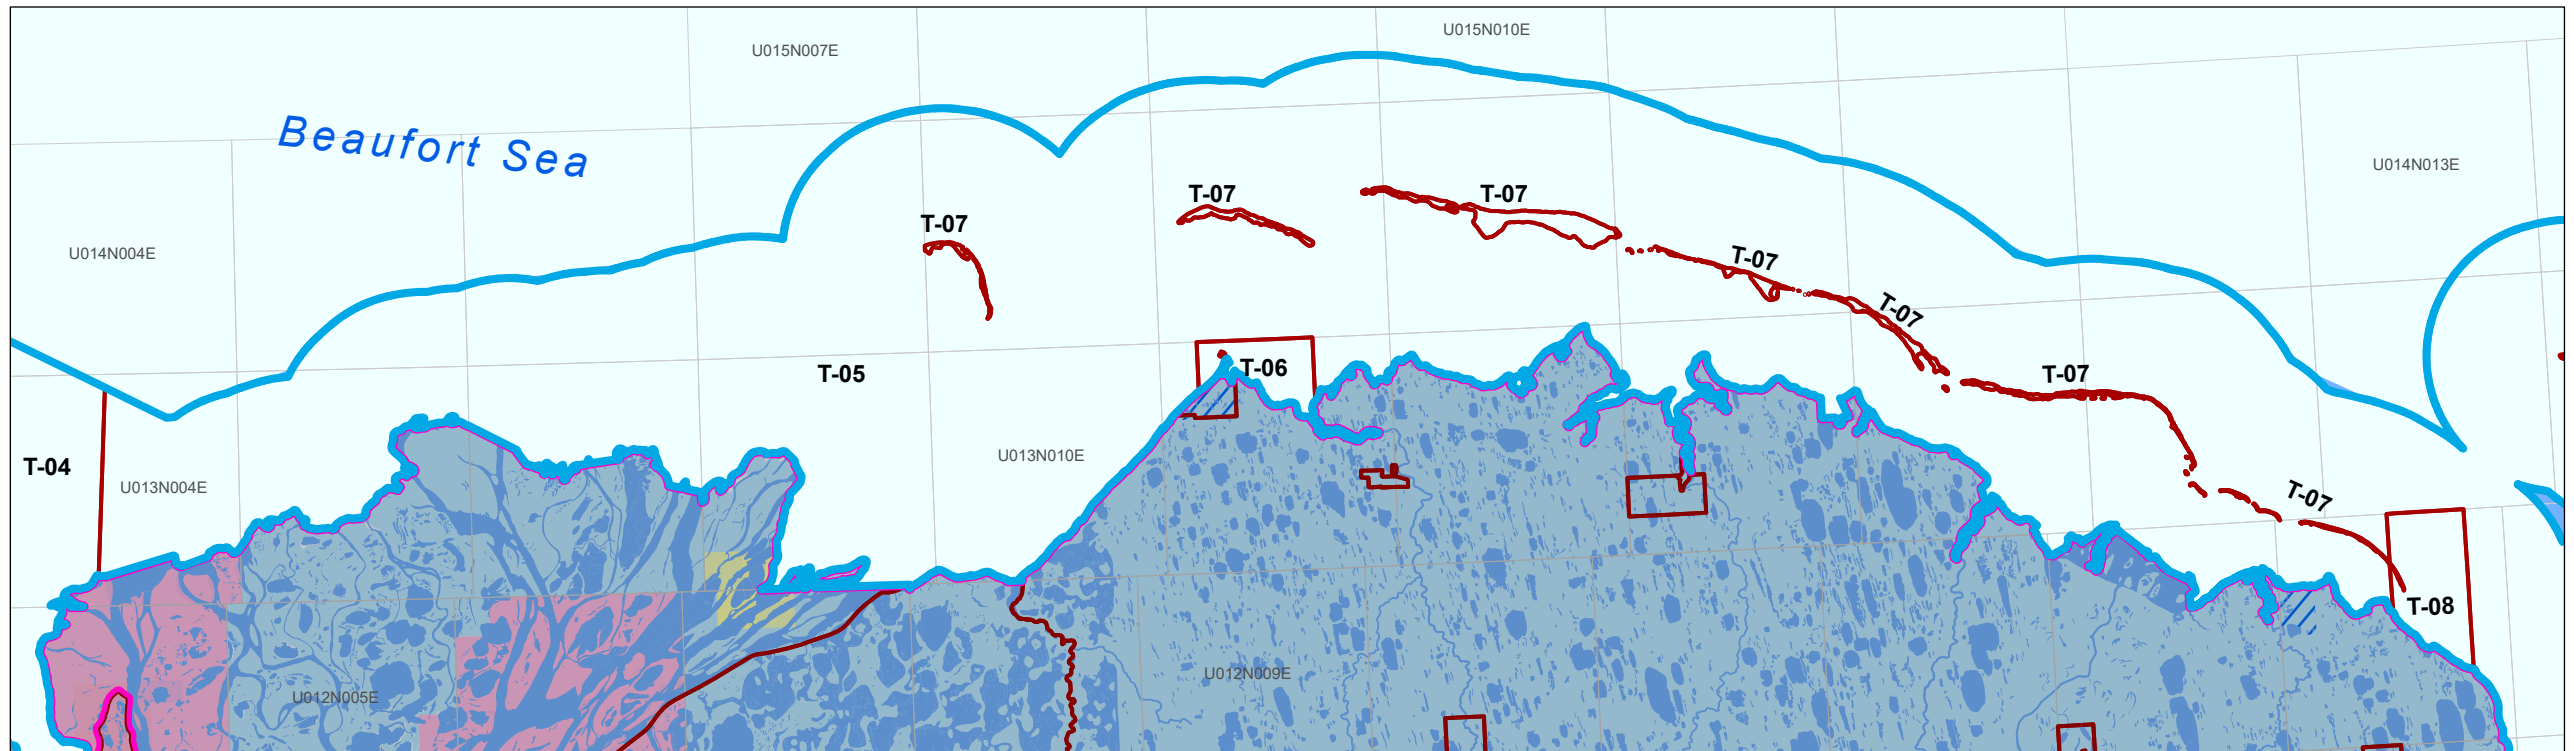 U015N007E
U015N010E
Beaufort Sea
U014N013E
T-07
T-07
T-07
U014N004E
T-07
T-07
T-05
T-06
T-07
U013N010E
T-04
U013N004E
T-07
T-08
U012N009E
U012N005E